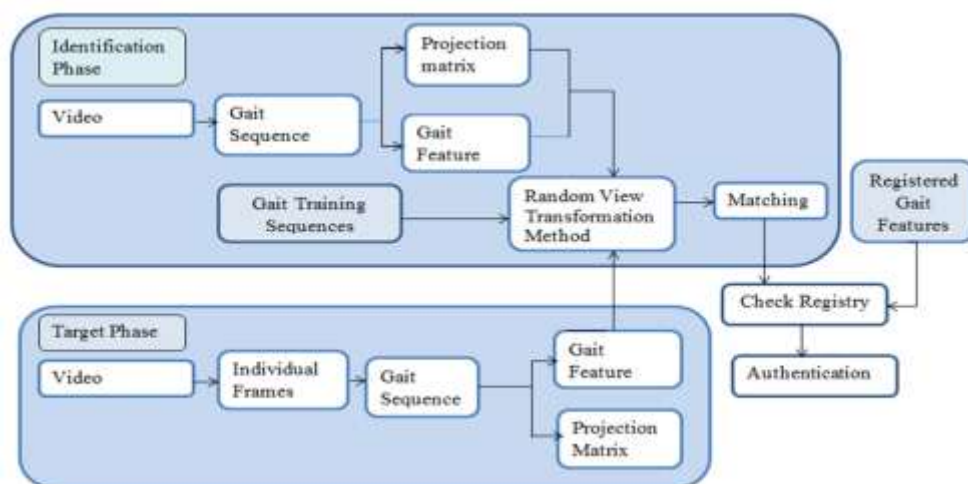 Identification
Phase
Video
Gait
Sequence
Projection
matrix
Gait
Feature
Gait Training
Sequences
Random View
Transformation
Method
Matching
Registered
Gait
Features
Check Registry
Authentication
Target Phase
Video
Individual
Frames
Gait
Sequence
Gait
Feature
Projection
Matrix